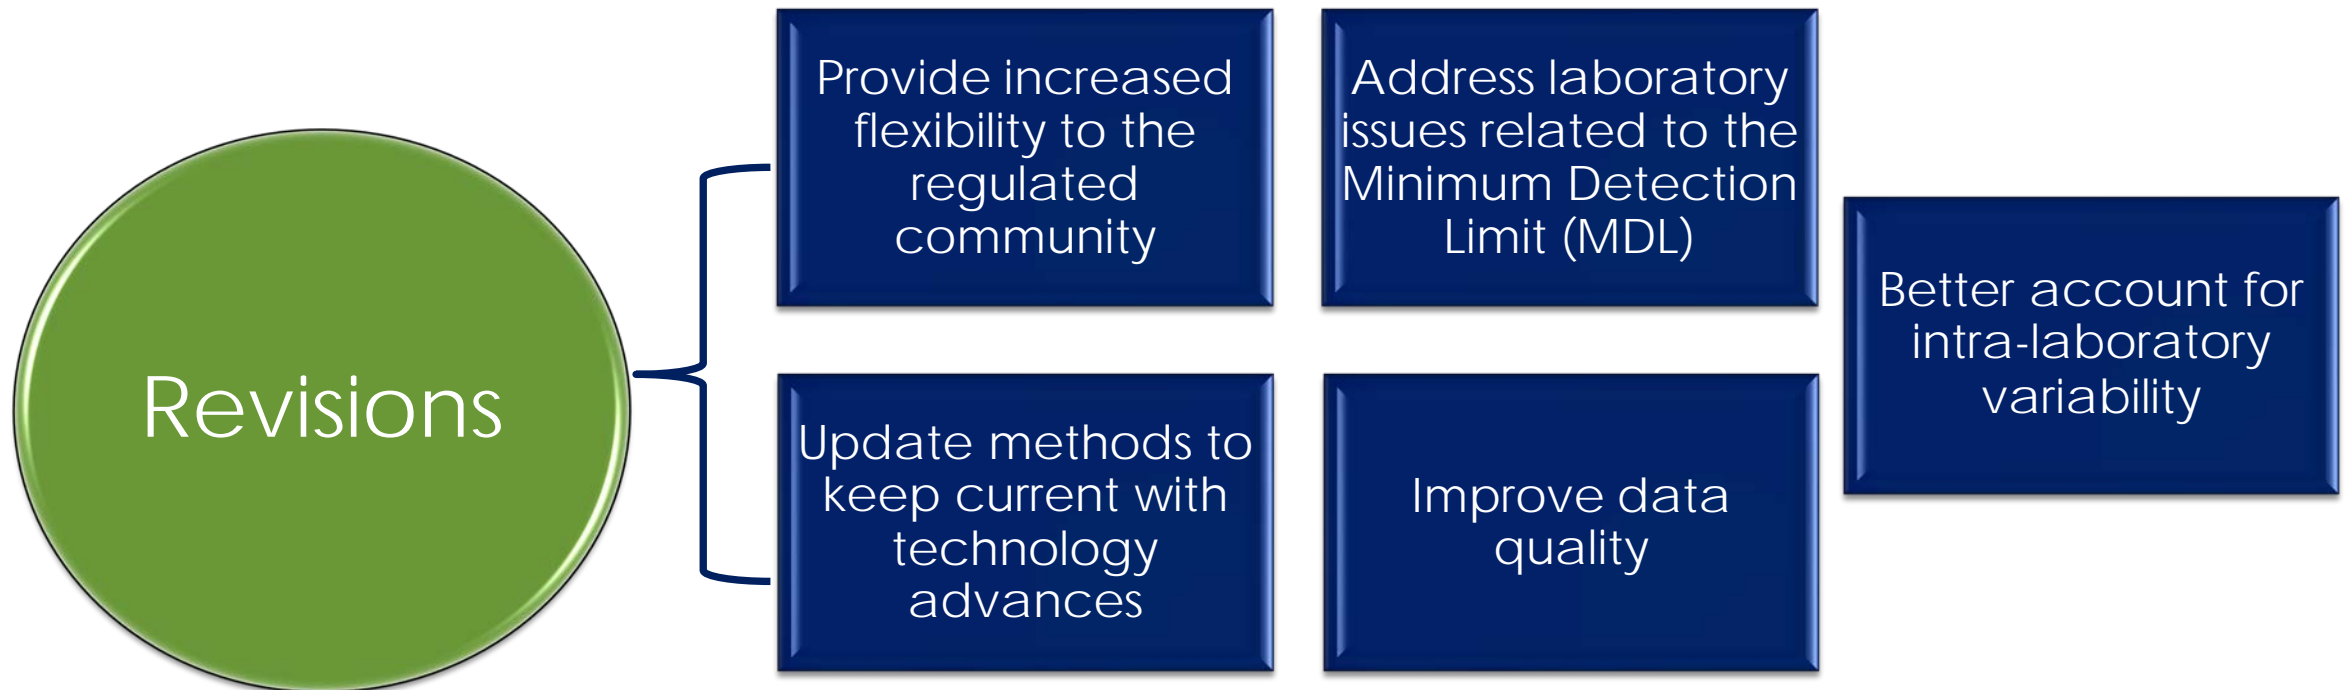 Revisions
Provide increased
flexibility to the
regulated
community
Address laboratory
issues related to the
Minimum Detection
Limit (MDL)
Update methods to
keep current with
technology
advances
Improve data
quality
Better account for
intra-laboratory
variability